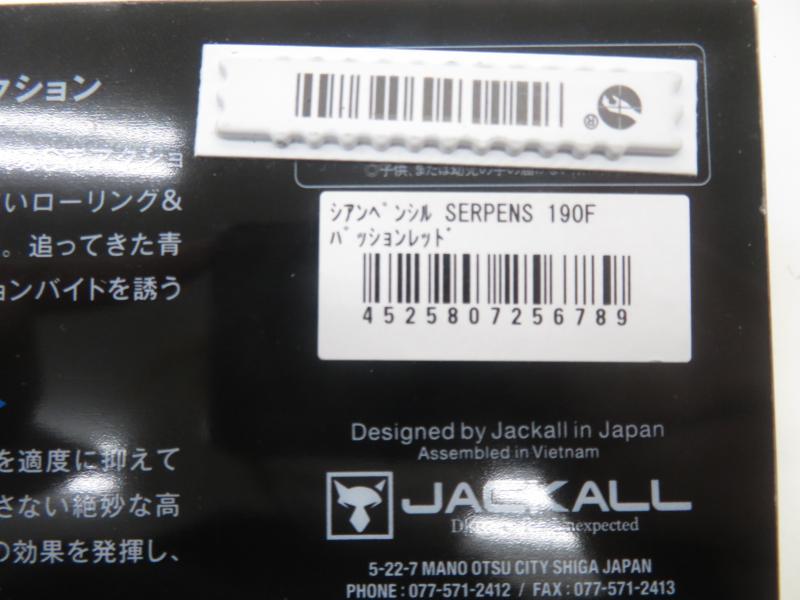 クション
®
いローリング&
。追ってきた青
ョンバイトを誘う
ｼｱﾝﾍﾟﾝｼﾙ SERPENS 190F
ﾊﾟｯｼｮﾝﾚｯﾄﾞ
4525807256789
を適度に抑えて
さない絶妙な高
の効果を発揮し、
Designed by Jackall in Japan
Assembled in Vietnam
JACKALL
unexpected
5-22-7 MANO OTSU CITY SHIGA JAPAN
PHONE : 077-571-2412 / FAX : 077-571-2413